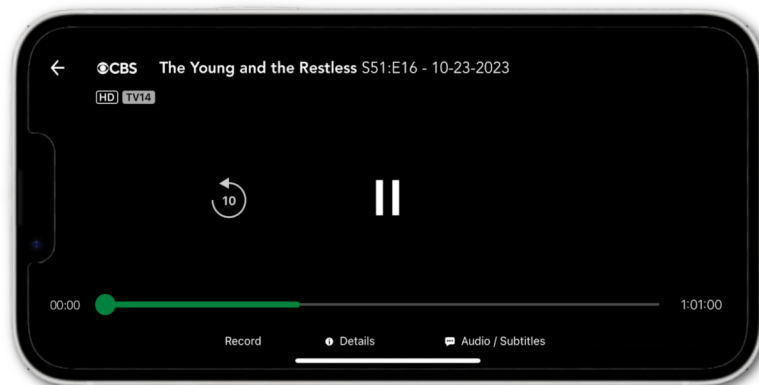 CBS The Young and the Restless S51:E16 - 10-23-2023
HD TV14
10
00:00 1:01:00
Record Details Audio / Subtitles